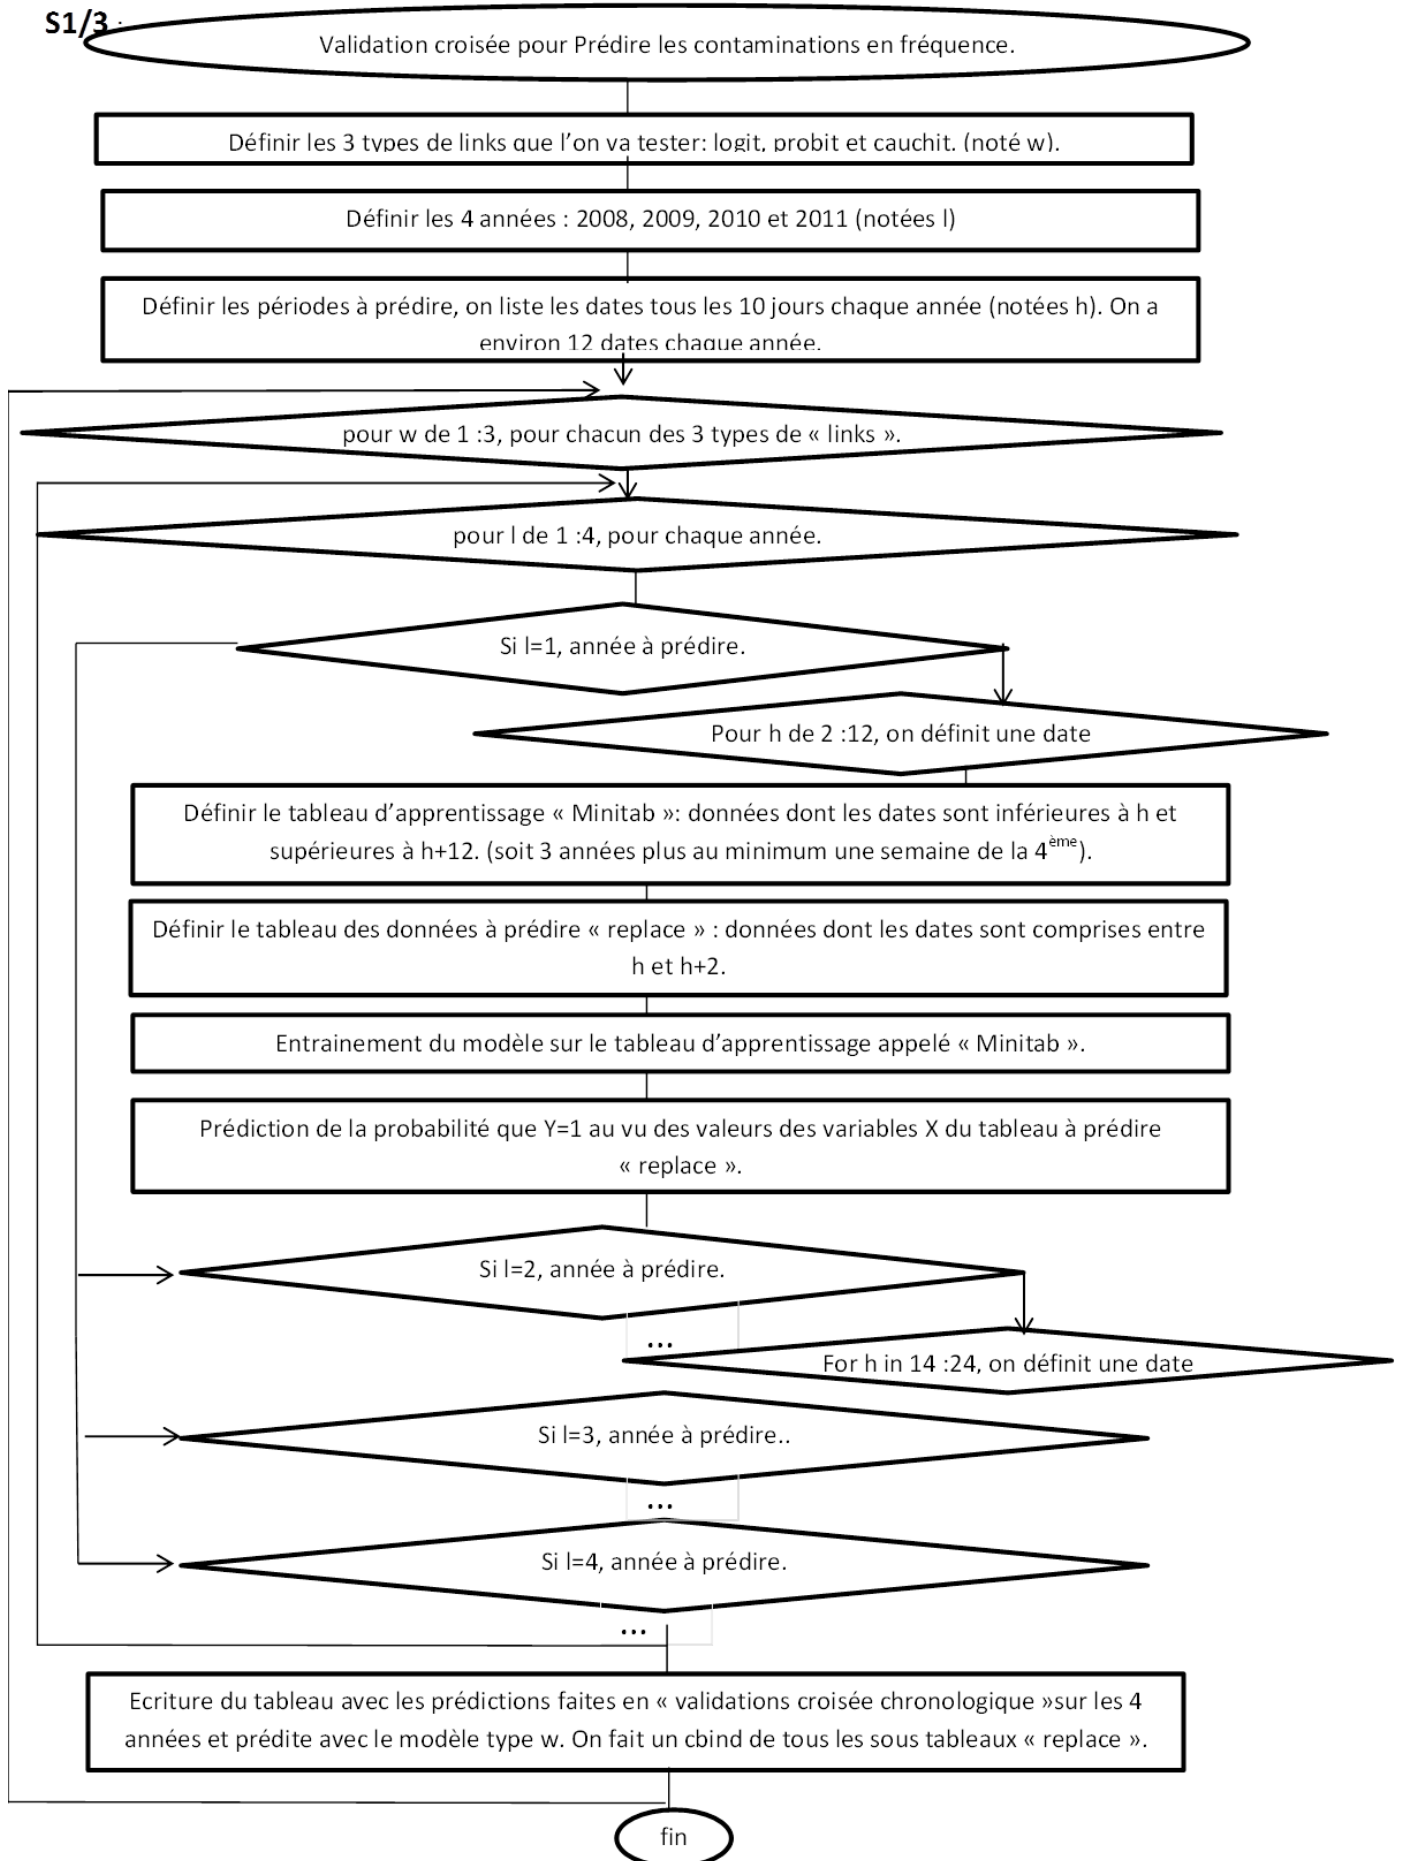 S1/3 :
Validation croisée pour Prédire les contaminations en fréquence.
Définir les 3 types de links que l'on va tester: logit, probit et cauchit. (noté w).
Définir les 4 années : 2008, 2009, 2010 et 2011 (notées l)
Définir les périodes à prédire, on liste les dates tous les 10 jours chaque année (notées h). On a
environ 12 dates chaque année.
pour w de 1 :3, pour chacun des 3 types de « links ».
pour l de 1 :4, pour chaque année.
Si l=1, année à prédire.
Pour h de 2 :12, on définit une date
Définir le tableau d'apprentissage « Minitab »: données dont les dates sont inférieures à h et
supérieures à h+12. (soit 3 années plus au minimum une semaine de la 4ème).
Définir le tableau des données à prédire « replace » : données dont les dates sont comprises entre
h et h+2.
Entrainement du modèle sur le tableau d'apprentissage appelé « Minitab ».
Prédiction de la probabilité que Y=1 au vu des valeurs des variables X du tableau à prédire
« replace ».
Si l=2, année à prédire.
...
For h in 14 :24, on définit une date
Si l=3, année à prédire..
...
Si l=4, année à prédire.
...
Ecriture du tableau avec les prédictions faites en « validations croisée chronologique »sur les 4
années et prédite avec le modèle type w. On fait un cbind de tous les sous tableaux « replace ».
fin